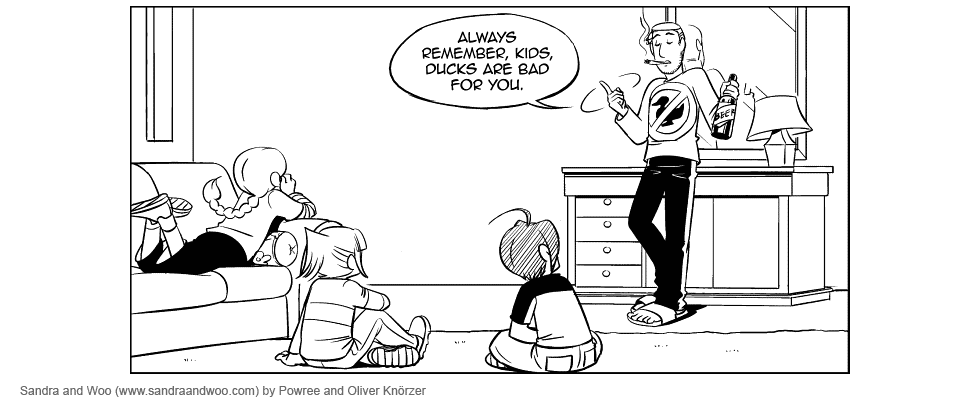 ALWAYS
REMEMBER, KIDS,
DUCKS ARE BAD
FOR YOU.
BEER
Sandra and Woo (www.sandraandwoo.com) by Powree and Oliver Knörzer